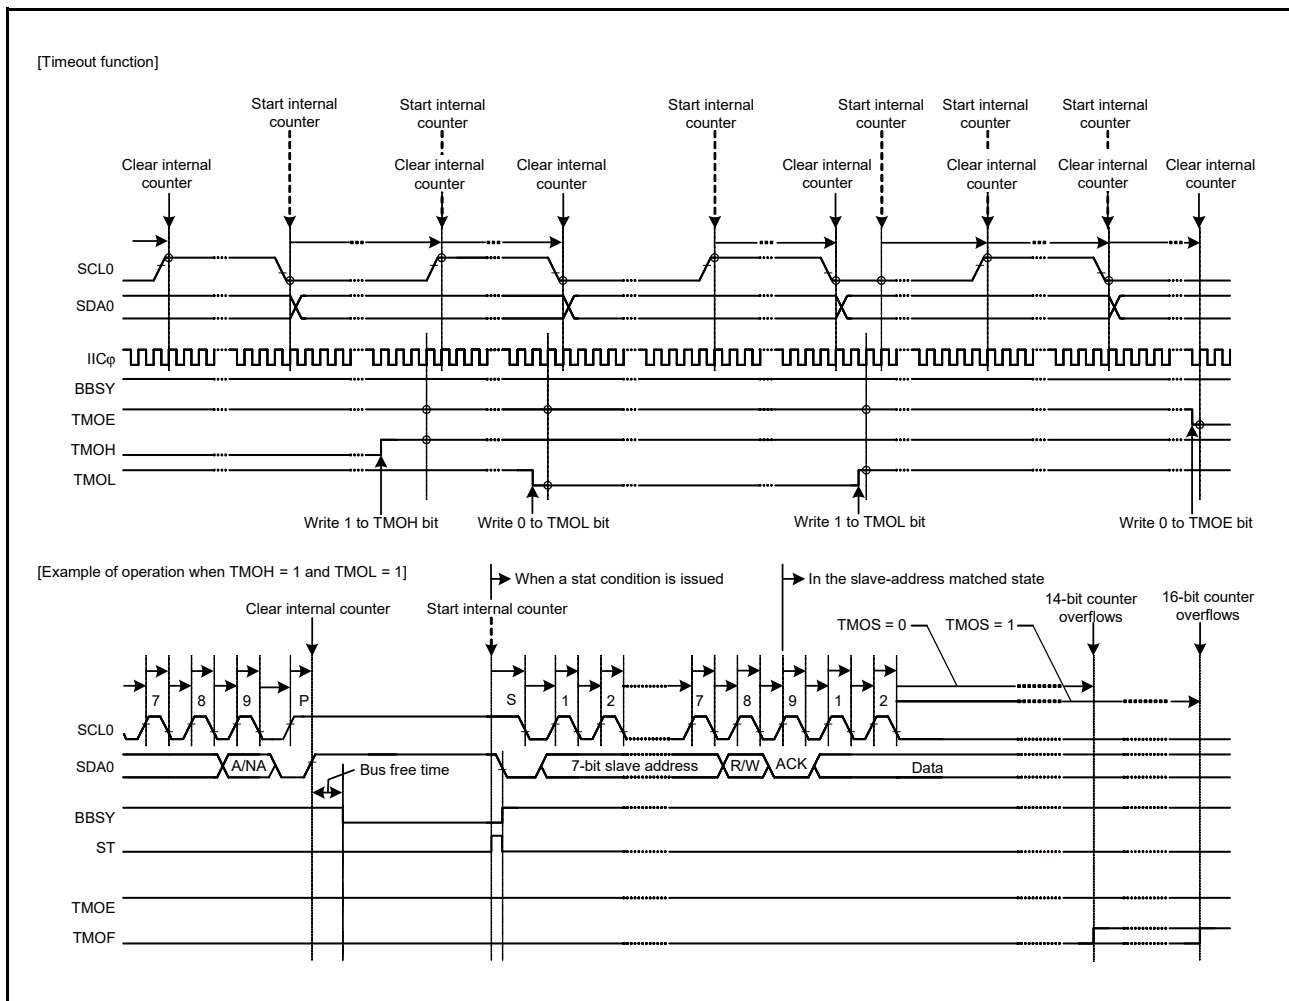 [Timeout function]
Start internal
counter
Start internal
counter
Start internal
counter
Start internal
counter
Start internal
counter
Start internal
counter
Clear internal
counter
Clear internal
counter
Clear internal
counter
Clear internal
counter
Clear internal
counter
Clear internal
counter
Clear internal
counter
SCL0
SDA0
IICφ
BBSY
TMOE
TMOH
TMOL
Write 1 to TMOH bit
Write 0 to TMOL bit
Write 1 to TMOL bit
Write 0 to TMOE bit
[Example of operation when TMOH = 1 and TMOL = 1]
When a stat condition is issued
In the slave-address matched state
Clear internal counter
Start internal counter
14-bit counter
overflows
16-bit counter
overflows
TMOS = 0
TMOS = 1
7 8 9 P S 1 2 7 8 9 1 2
SCL0
SDA0
A/NA
Bus free time
7-bit slave address
R/W
ACK
Data
BBSY
ST
TMOE
TMOF